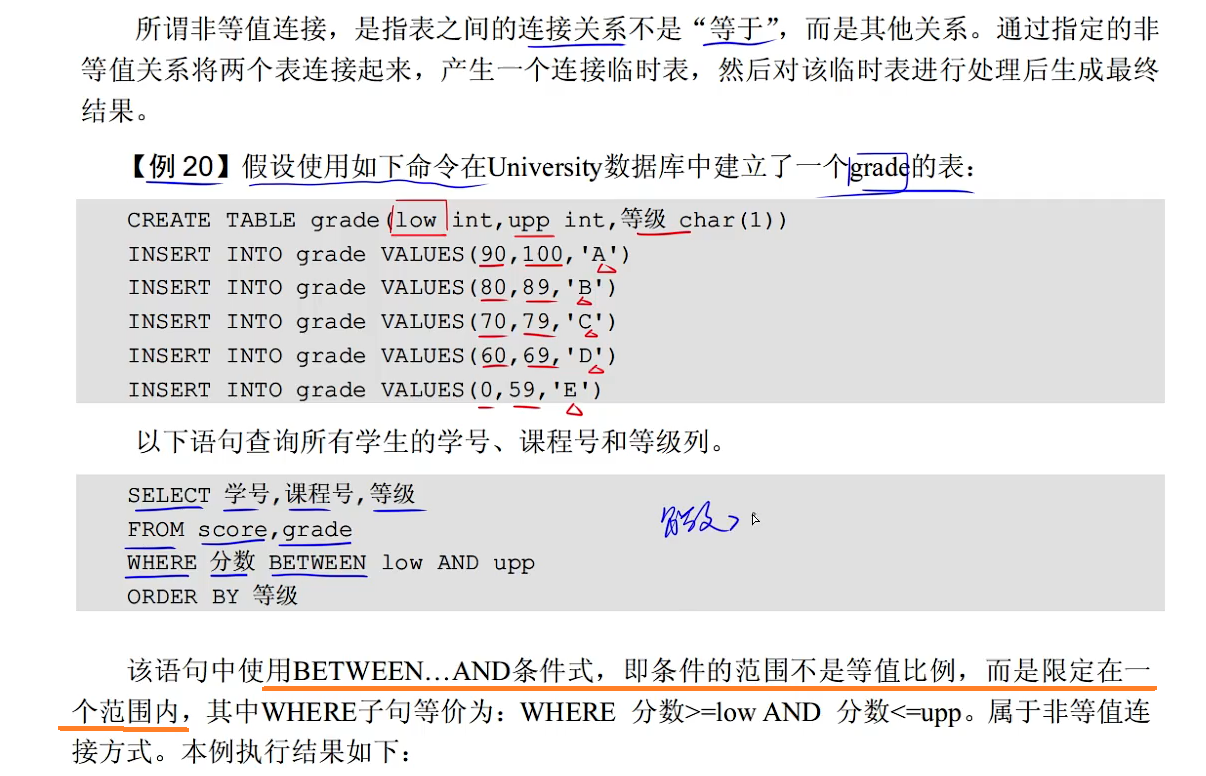 所谓非等值连接，是指表之间的连接关系不是“等于”，而是其他关系。通过指定的非
等值关系将两个表连接起来，产生一个连接临时表，然后对该临时表进行处理后生成最终
结果。
【例 20】假设使用如下命令在University数据库中建立了一个grade的表：
CREATE TABLE grade(low int,upp int,等级 char(1))
INSERT INTO grade VALUES(90,100,'A')
INSERT INTO grade VALUES(80,89,'B')
INSERT INTO grade VALUES(70,79,'C')
INSERT INTO grade VALUES(60,69,'D')
INSERT INTO grade VALUES(0,59,'E')
以下语句查询所有学生的学号、课程号和等级列。
SELECT 学号,课程号,等级
FROM score,grade
WHERE 分数 BETWEEN low AND upp
ORDER BY 等级
该语句中使用BETWEEN…AND条件式，即条件的范围不是等值比例，而是限定在一
个范围内，其中WHERE子句等价为：WHERE 分数>=low AND 分数<=upp。属于非等值连
接方式。本例执行结果如下：